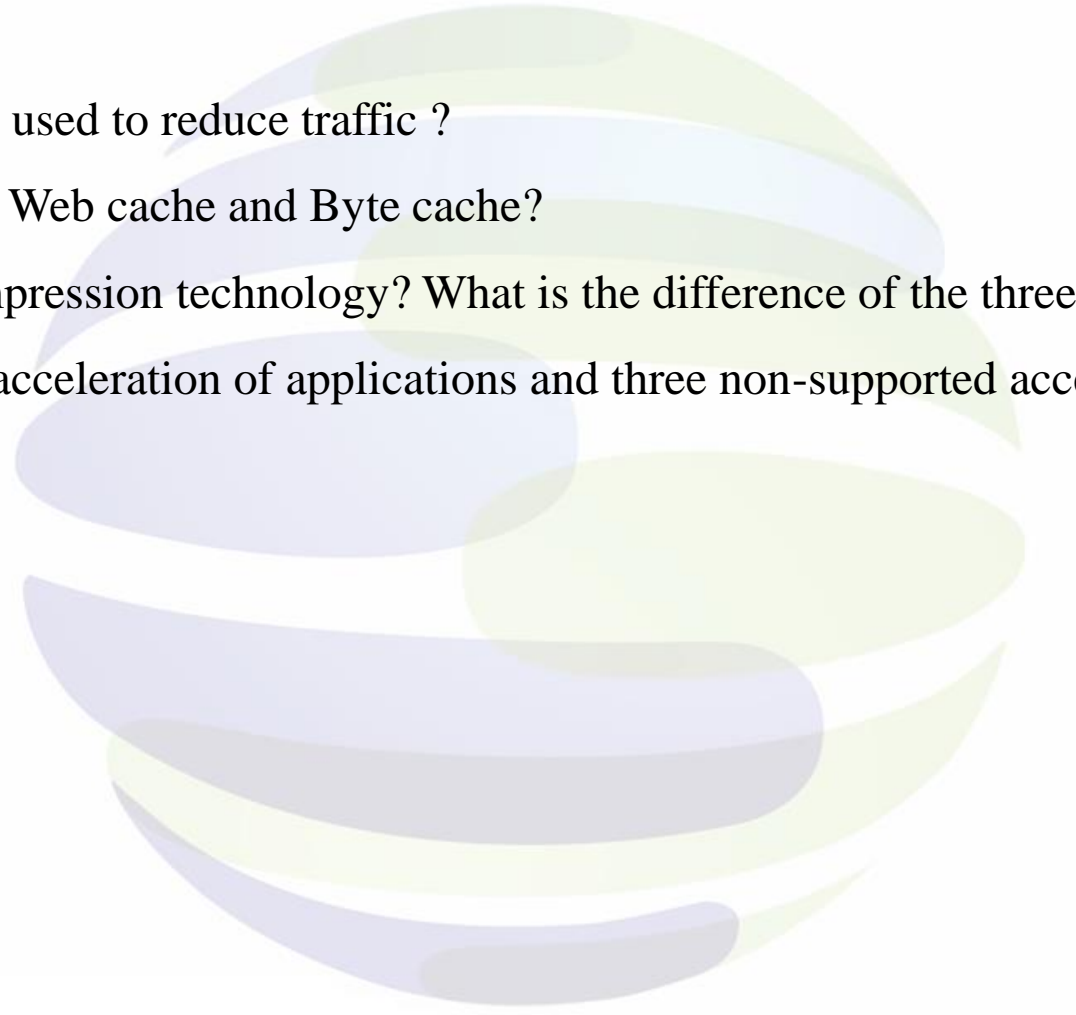 used to reduce traffic ?
Web cache and Byte cache?
pression technology? What is the difference of the three
acceleration of applications and three non-supported acc